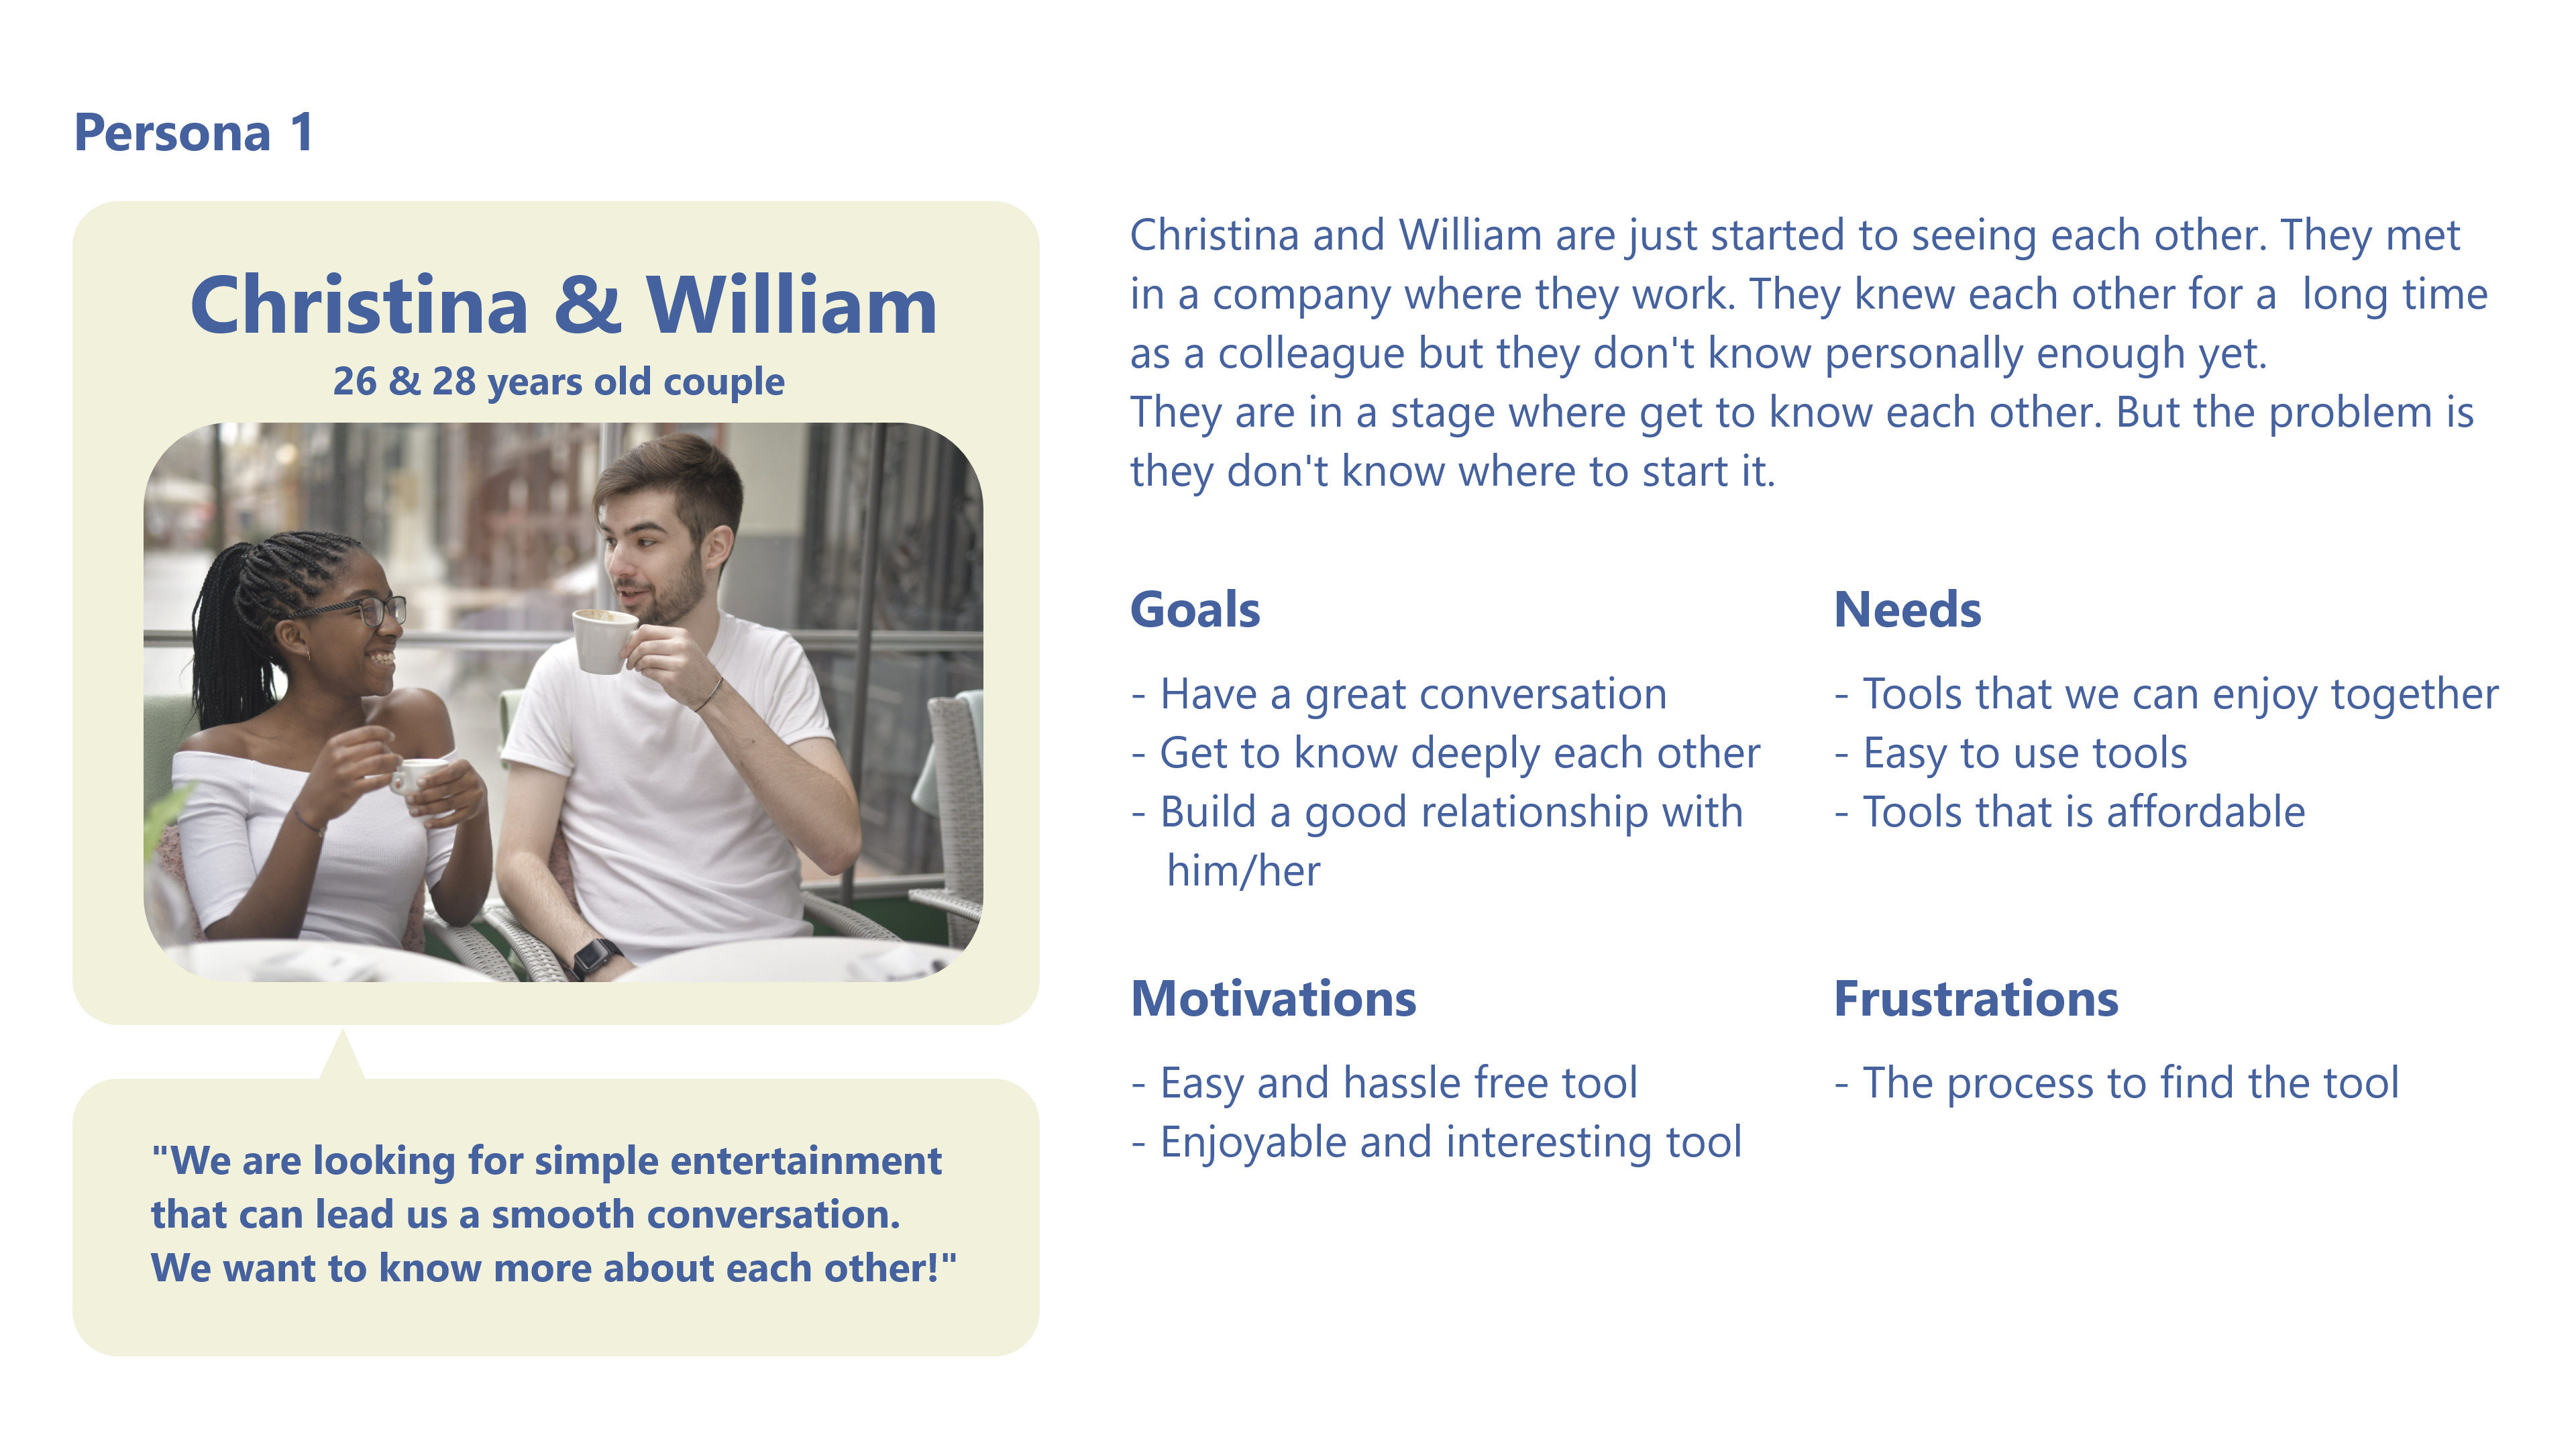 Persona 1
Christina & William
26 & 28 years old couple
"We are looking for simple entertainment
that can lead us a smooth conversation.
We want to know more about each other!"
Christina and William are just started to seeing each other. They met
in a company where they work. They knew each other for a  long time
as a colleague but they don't know personally enough yet.
They are in a stage where get to know each other. But the problem is
they don't know where to start it.
Goals
- Have a great conversation
- Get to know deeply each other
- Build a good relationship with
him/her
Needs
- Tools that we can enjoy together
- Easy to use tools
- Tools that is affordable
Motivations
- Easy and hassle free tool
- Enjoyable and interesting tool
Frustrations
- The process to find the tool